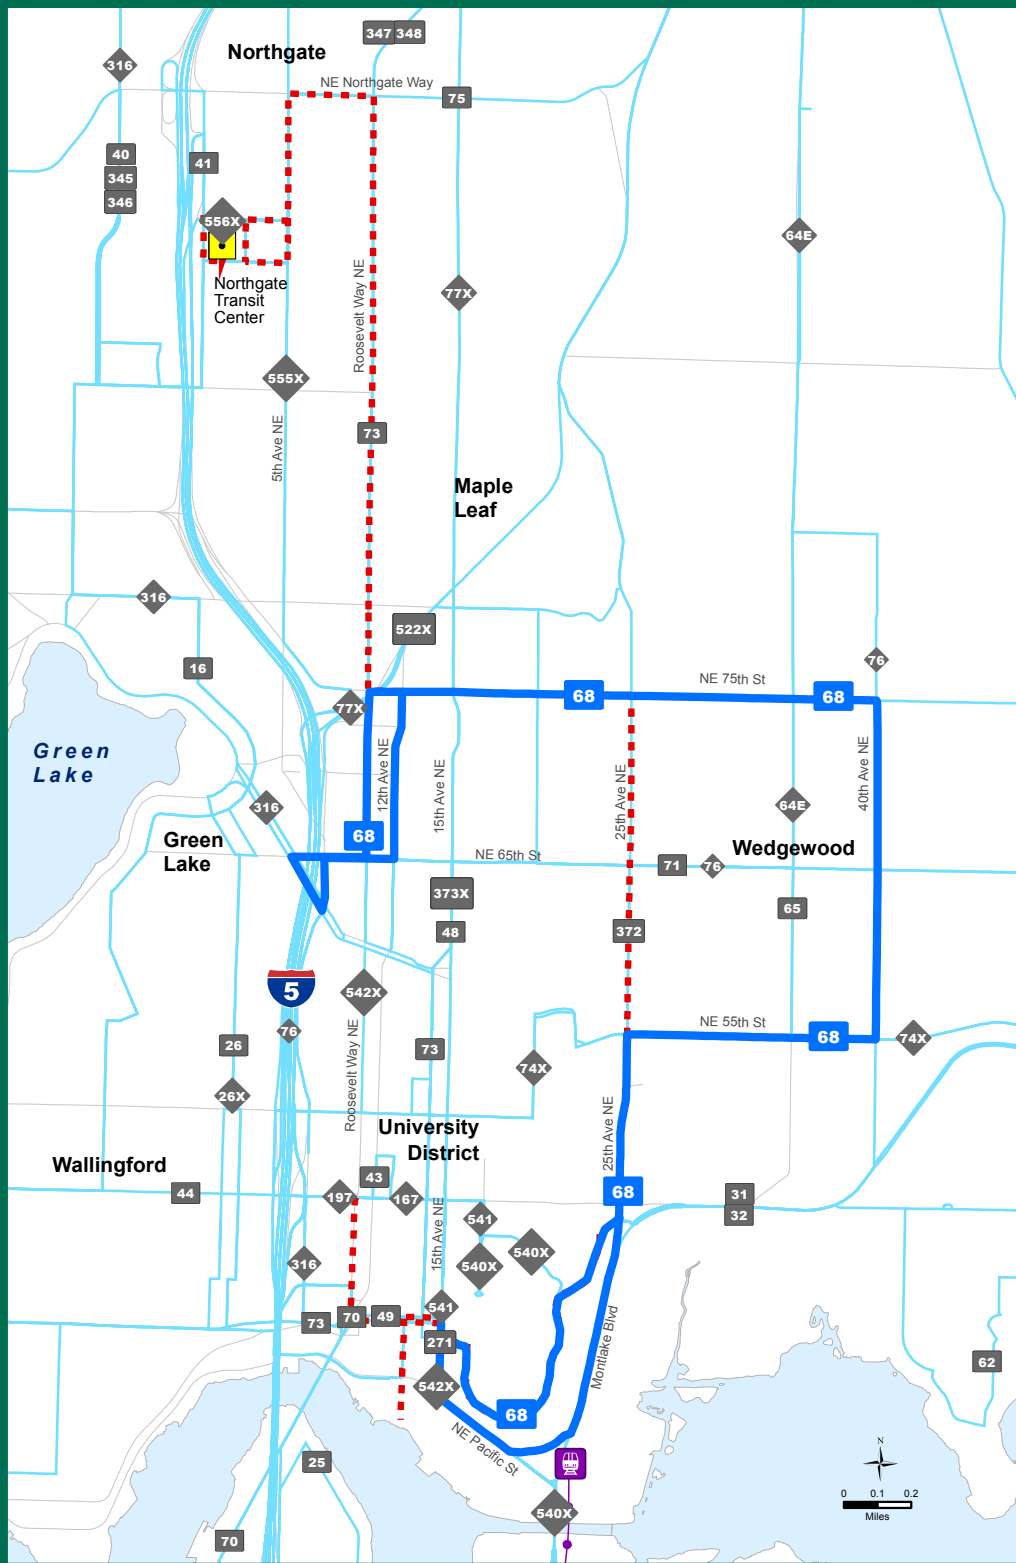 347 348
Northgate
316
NE Northgate Way
75
40
41
345
346
556X
64E
Northgate
Transit
Center
Roosevelt Way NE
77X
555X
5th Ave NE
73
Maple
Leaf
316
522X
16
76
NE 75th St
68
68
77X
Green
Lake
12th Ave NE
15th Ave NE
25th Ave NE
40th Ave NE
316
64E
68
Green
Lake
Wedgewood
NE 65th St
71
76
373X
65
48
372
5
542X
NE 55th St
76
68
74X
26
73
74X
Roosevelt Way NE
26X
25th Ave NE
University
District
Wallingford
43
44
197
167
68
31
32
15th Ave NE
541
540X
540X
316
541
73
70
49
271
Montlake Blvd
62
542X
68
NE Pacific St
25
N
0 0.1 0.2
Miles
540X
70